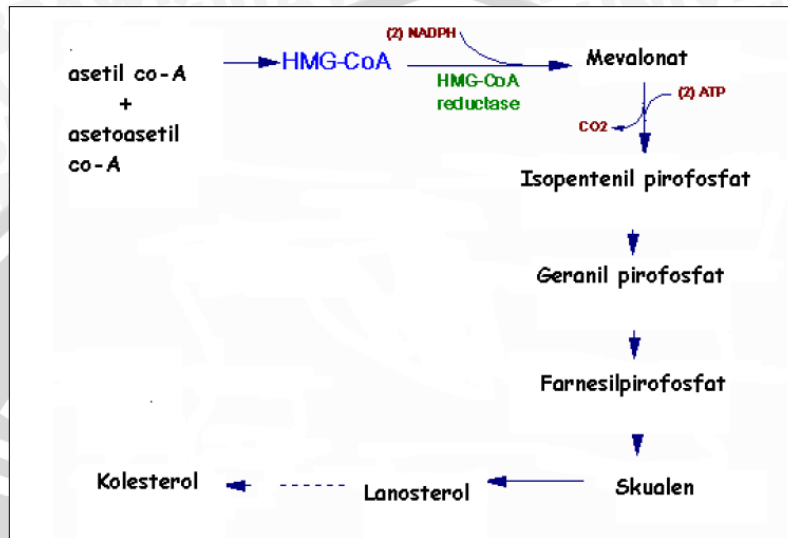 asetil co-A
+
asetoasetil
co-A
HMG-CoA
(2) NADPH
HMG-CoA
reductase
Mevalonat
(2) ATP
CO2
Isopentenil pirofosfat
Geranil pirofosfat
Farnesilpirofosfat
Skualen
Lanosterol
Kolesterol